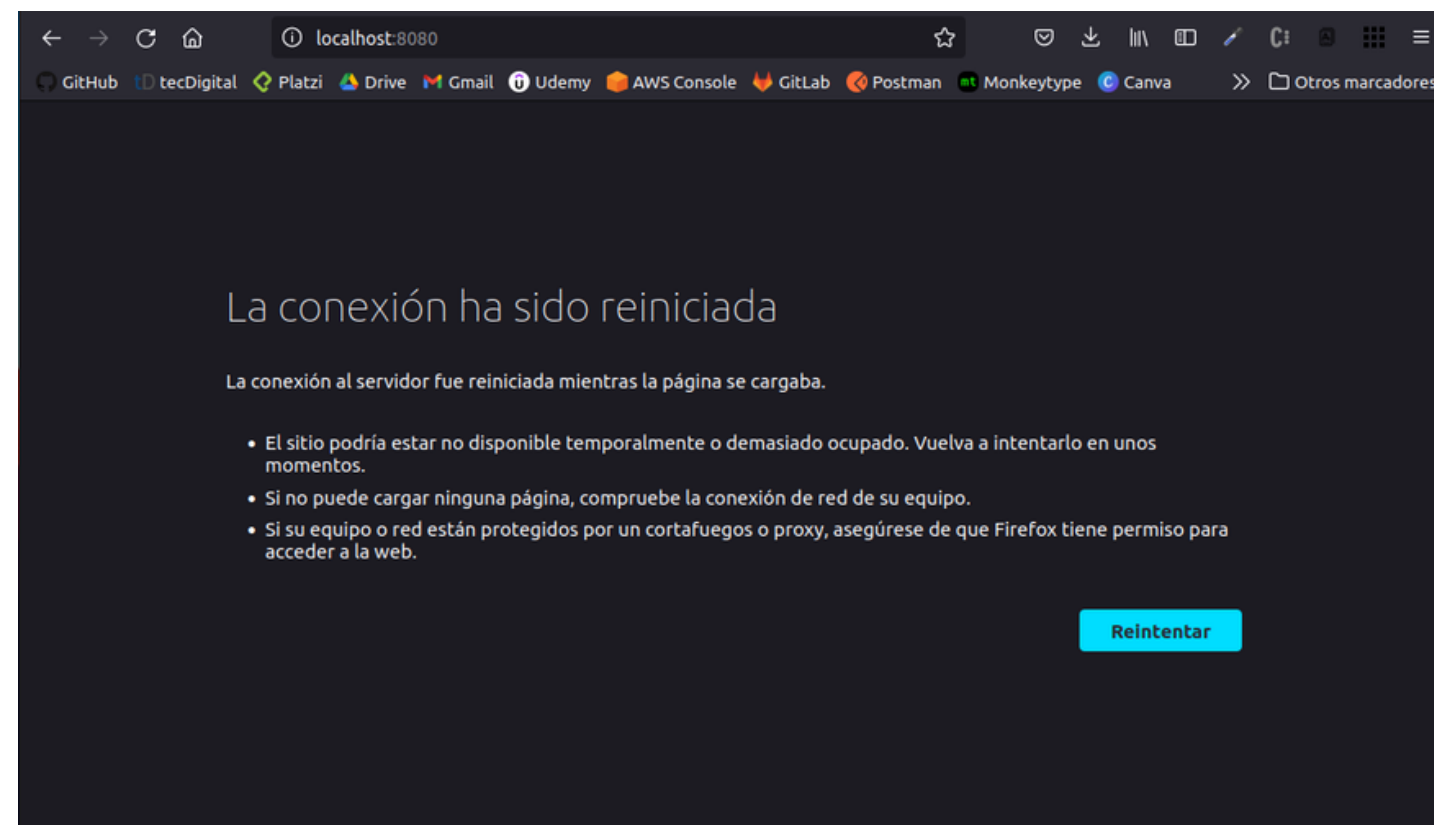 localhost:8080
GitHub tD tecDigital Platzi Drive Gmail Udemy AWS Console GitLab Postman mt Monkeytype C Canva Otros marcadores
La conexión ha sido reiniciada
La conexión al servidor fue reiniciada mientras la página se cargaba.
• El sitio podría estar no disponible temporalmente o demasiado ocupado. Vuelva a intentarlo en unos
momentos.
• Si no puede cargar ninguna página, compruebe la conexión de red de su equipo.
• Si su equipo o red están protegidos por un cortafuegos o proxy, asegúrese de que Firefox tiene permiso para
acceder a la web.
Reintentar